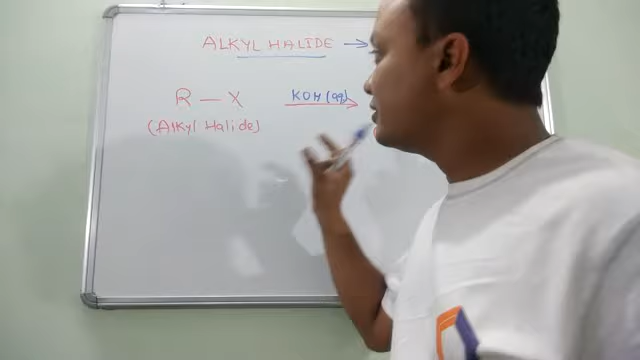 ALKYL HALIDE →
R — X KOH (aq)
(Alkyl Halide)